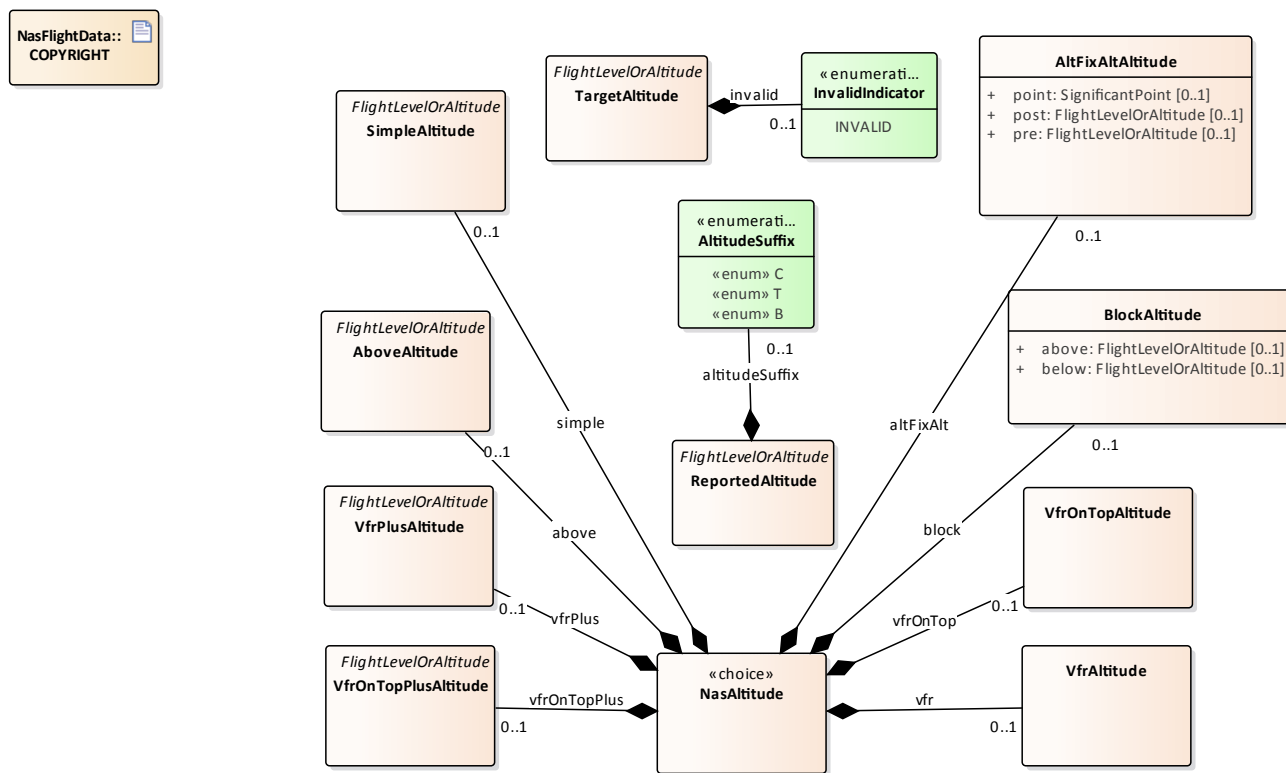 NasFlightData::
COPYRIGHT
FlightLevelOrAltitude
TargetAltitude
invalid
0..1
«enumerati...
InvalidIndicator
INVALID
AltFixAltAltitude
+ point: SignificantPoint [0..1]
+ post: FlightLevelOrAltitude [0..1]
+ pre: FlightLevelOrAltitude [0..1]
0..1
FlightLevelOrAltitude
SimpleAltitude
0..1
«enumerati...
AltitudeSuffix
«enum» C
«enum» T
«enum» B
0..1
altitudeSuffix
BlockAltitude
+ above: FlightLevelOrAltitude [0..1]
+ below: FlightLevelOrAltitude [0..1]
0..1
FlightLevelOrAltitude
AboveAltitude
0..1
simple
altFixAlt
FlightLevelOrAltitude
ReportedAltitude
FlightLevelOrAltitude
VfrPlusAltitude
0..1
above
block
VfrOnTopAltitude
0..1
vfrPlus
vfrOnTop
FlightLevelOrAltitude
VfrOnTopPlusAltitude
0..1
vfrOnTopPlus
«choice»
NasAltitude
vfr
0..1
VfrAltitude